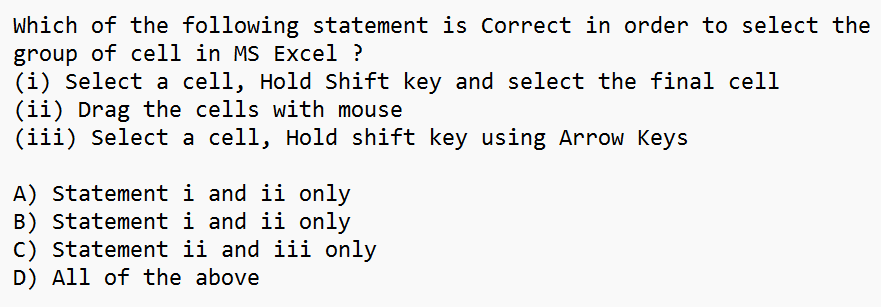 Which of the following statement is Correct in order to select the
group of cell in MS Excel ?
(i) Select a cell, Hold Shift key and select the final cell
(ii) Drag the cells with mouse
(iii) Select a cell, Hold shift key using Arrow Keys
A) Statement i and ii only
B) Statement i and ii only
C) Statement ii and iii only
D) All of the above